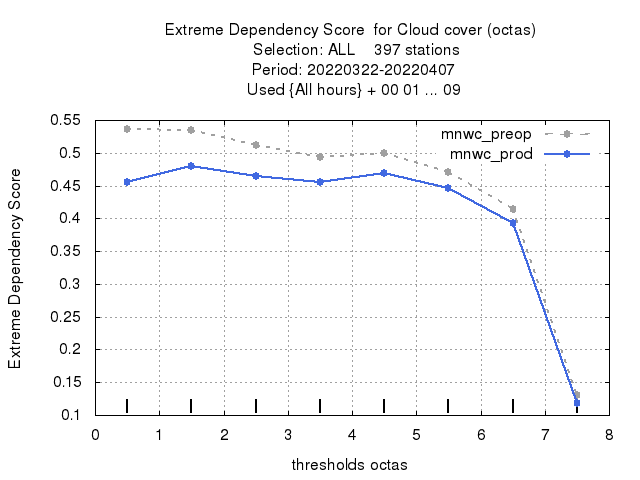 Extreme Dependency Score  for Cloud cover (octas)
Selection: ALL    397 stations
Period: 20220322-20220407
Used {All hours} + 00 01 ... 09
mnwc_preop
mnwc_prod
Extreme Dependency Score
0.55
0.5
0.45
0.4
0.35
0.3
0.25
0.2
0.15
0.1
0 1 2 3 4 5 6 7 8
thresholds octas